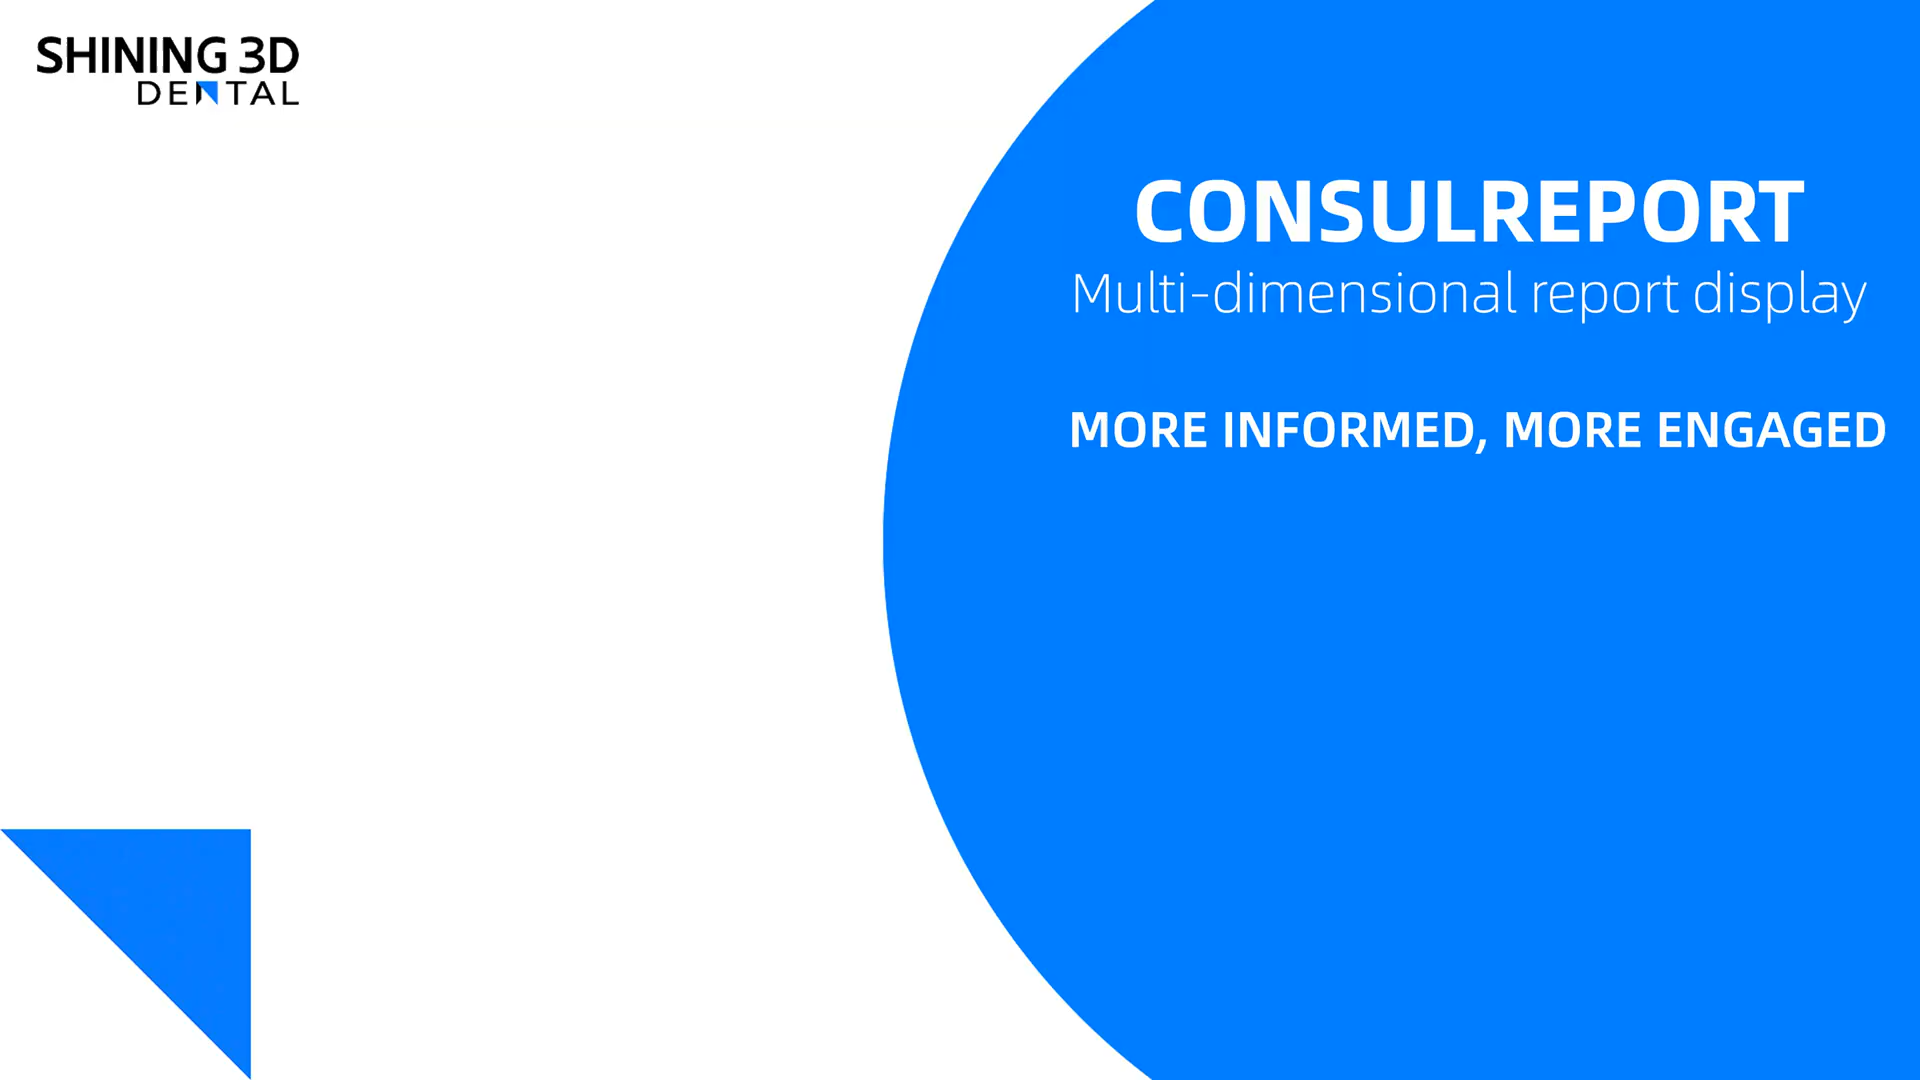 SHINING 3D
DENTAL
CONSULREPORT
Multi-dimensional report display
MORE INFORMED, MORE ENGAGED